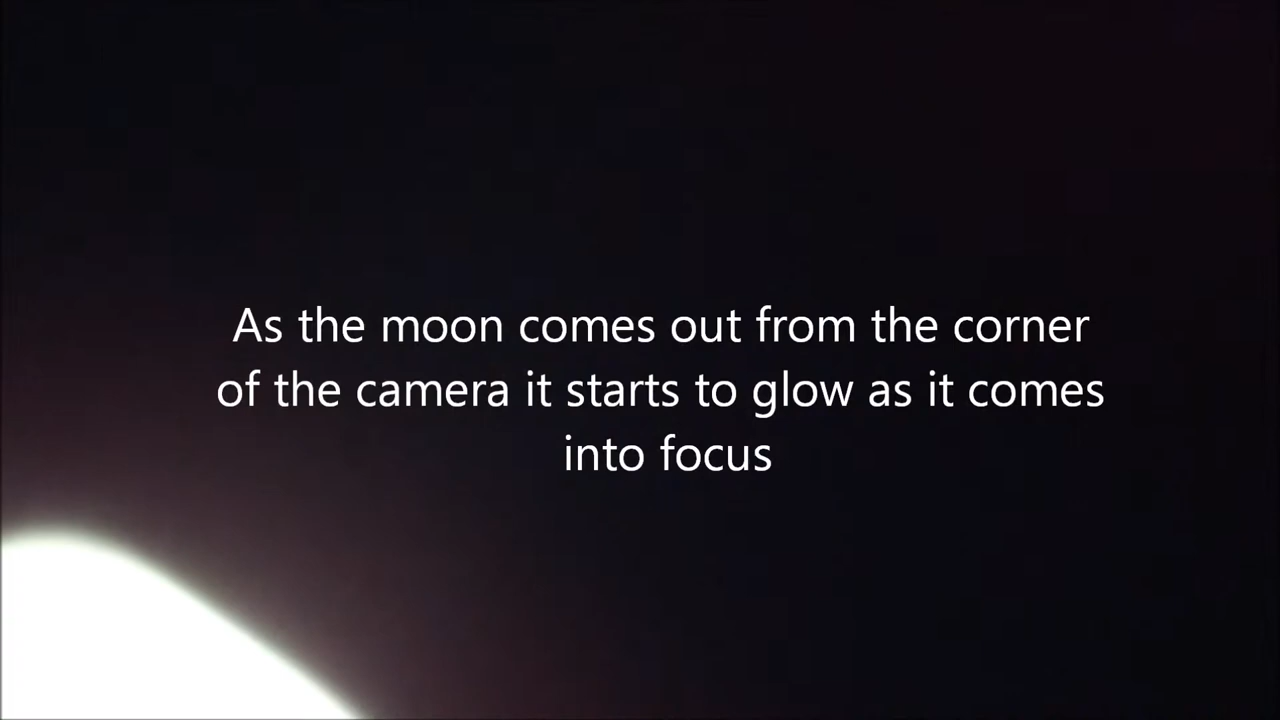 As the moon comes out from the corner
of the camera it starts to glow as it comes
into focus